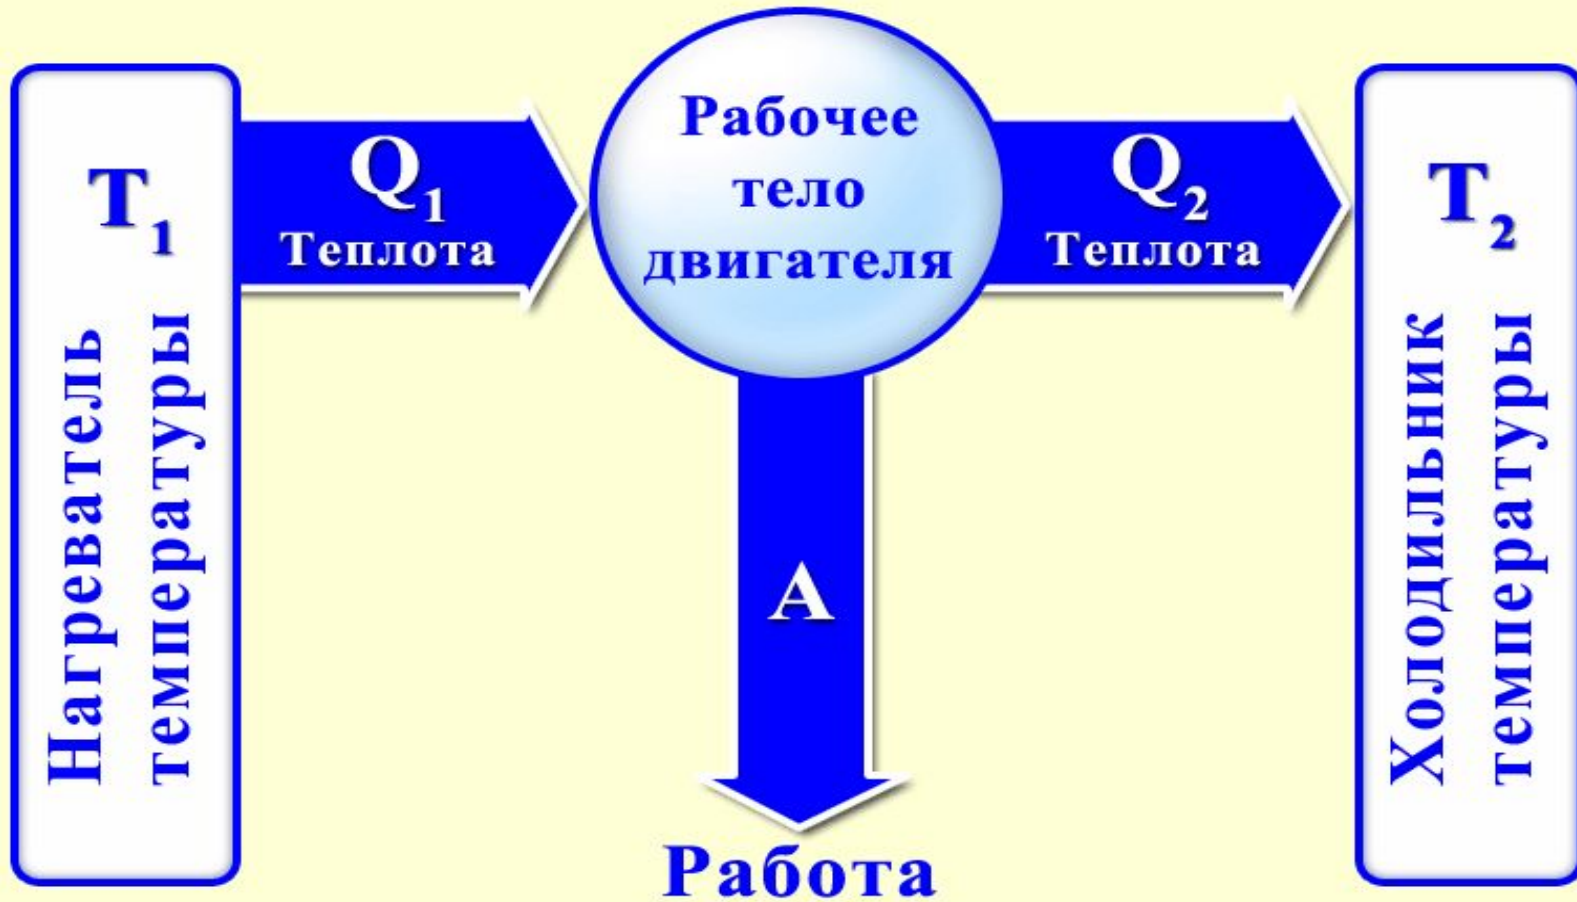 T1
Нагреватель
температуры
Q1
Теплота
Рабочее
тело
двигателя
Q2
Теплота
T2
Холодильник
температуры
A
Работа